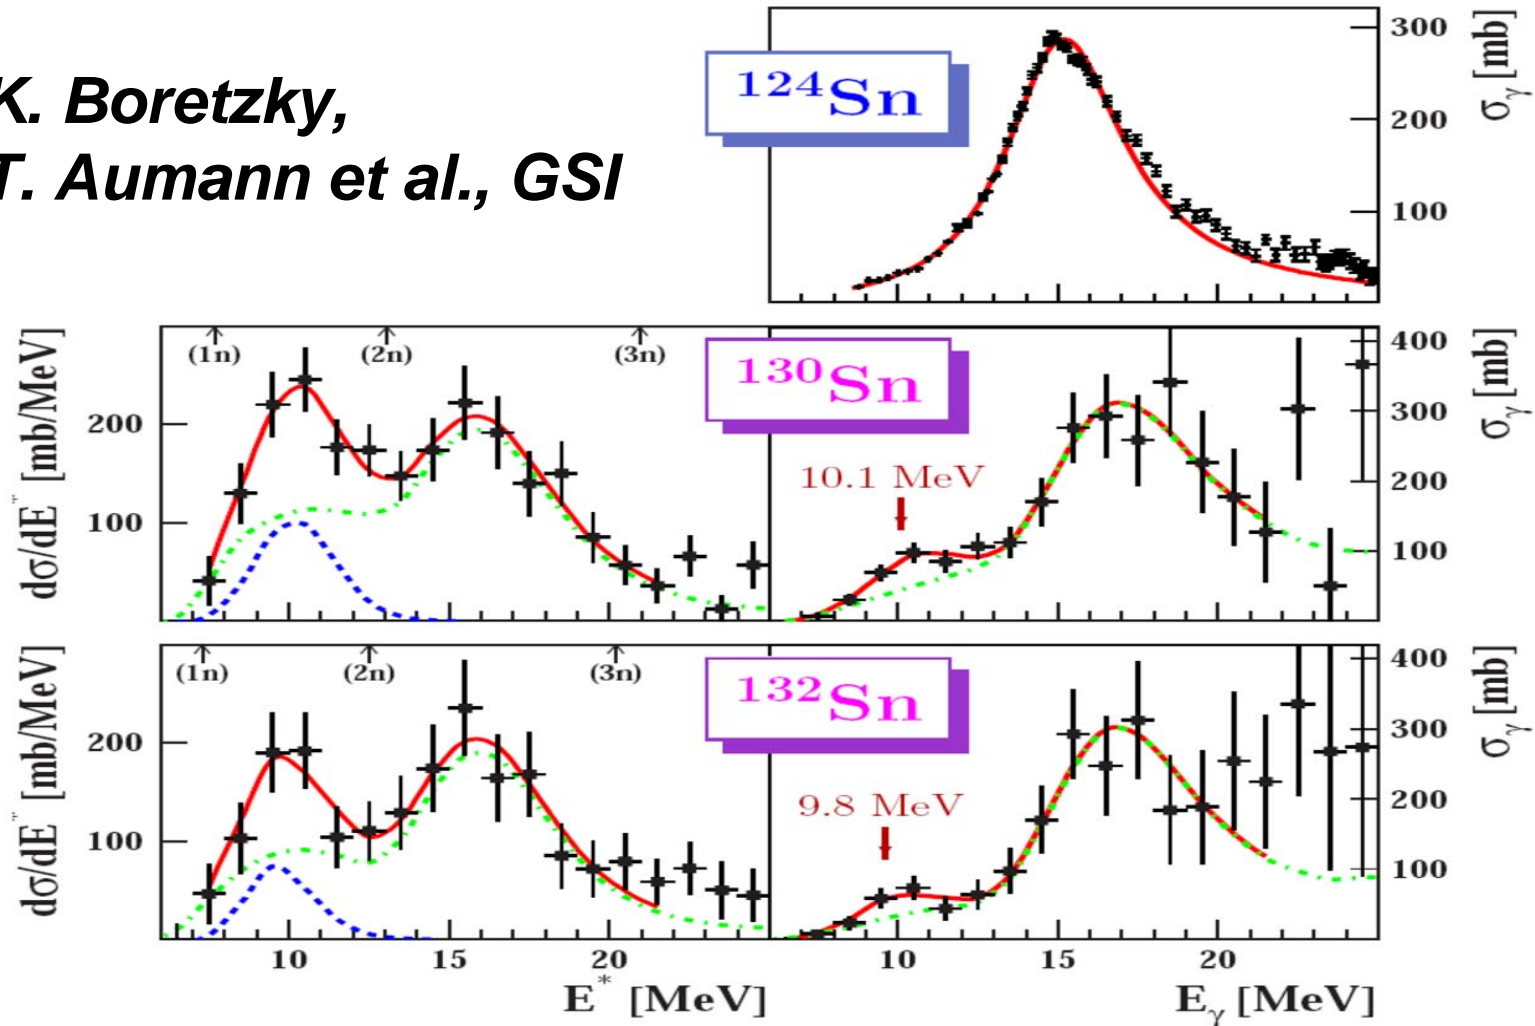 K. Boretzky,
T. Aumann et al., GSI
¹²⁴Sn
300
200
100
σγ [mb]
(1n) (2n) (3n)
¹³⁰Sn
dσ/dE* [mb/MeV]
200
100
10.1 MeV
400
300
200
100
σγ [mb]
(1n) (2n) (3n)
¹³²Sn
dσ/dE* [mb/MeV]
200
100
9.8 MeV
400
300
200
100
σγ [mb]
10 15 20
10 15 20
E* [MeV]
Eγ [MeV]